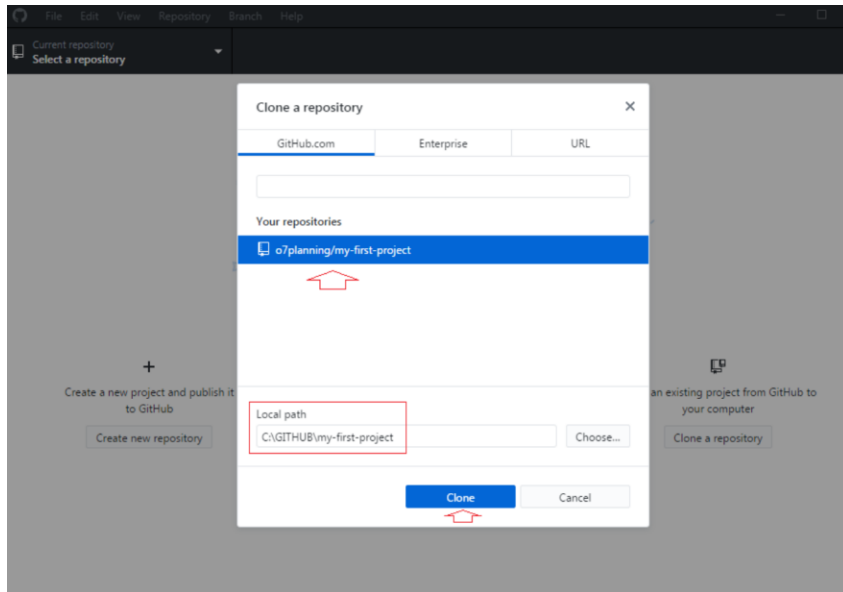 File Edit View Repository Branch Help
Current repository
Select a repository
Clone a repository
GitHub.com Enterprise URL
Your repositories
o7planning/my-first-project
Create a new project and publish it
to GitHub
Create new repository
an existing project from GitHub to
your computer
Clone a repository
Local path
C:\GITHUB\my-first-project
Choose...
Clone
Cancel